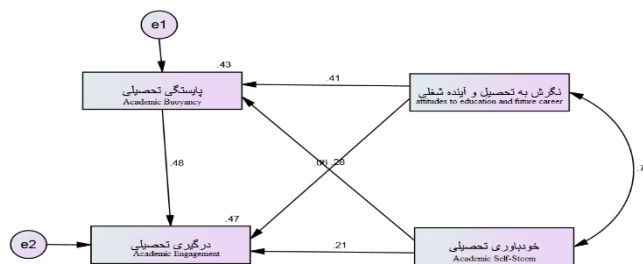 e1
.43
پایستگی تحصیلی
Academic Buoyancy
.41
نگرش به تحصیل و آینده شغلی
attitudes to education and future career
.48
.28
.7
.47
درگیری تحصیلی
Academic Engagement
e2
.21
خودباوری تحصیلی
Academic Self-Steem